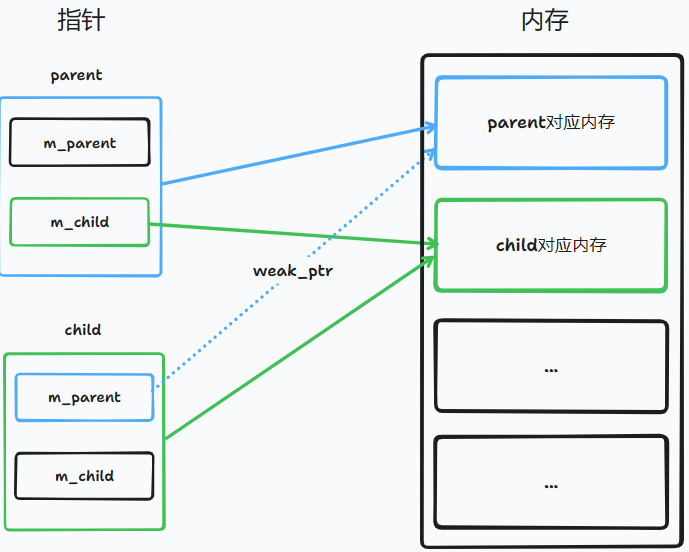 指针
内存
parent
m_parent
m_child
parent对应内存
child对应内存
weak_ptr
child
m_parent
m_child
...
...